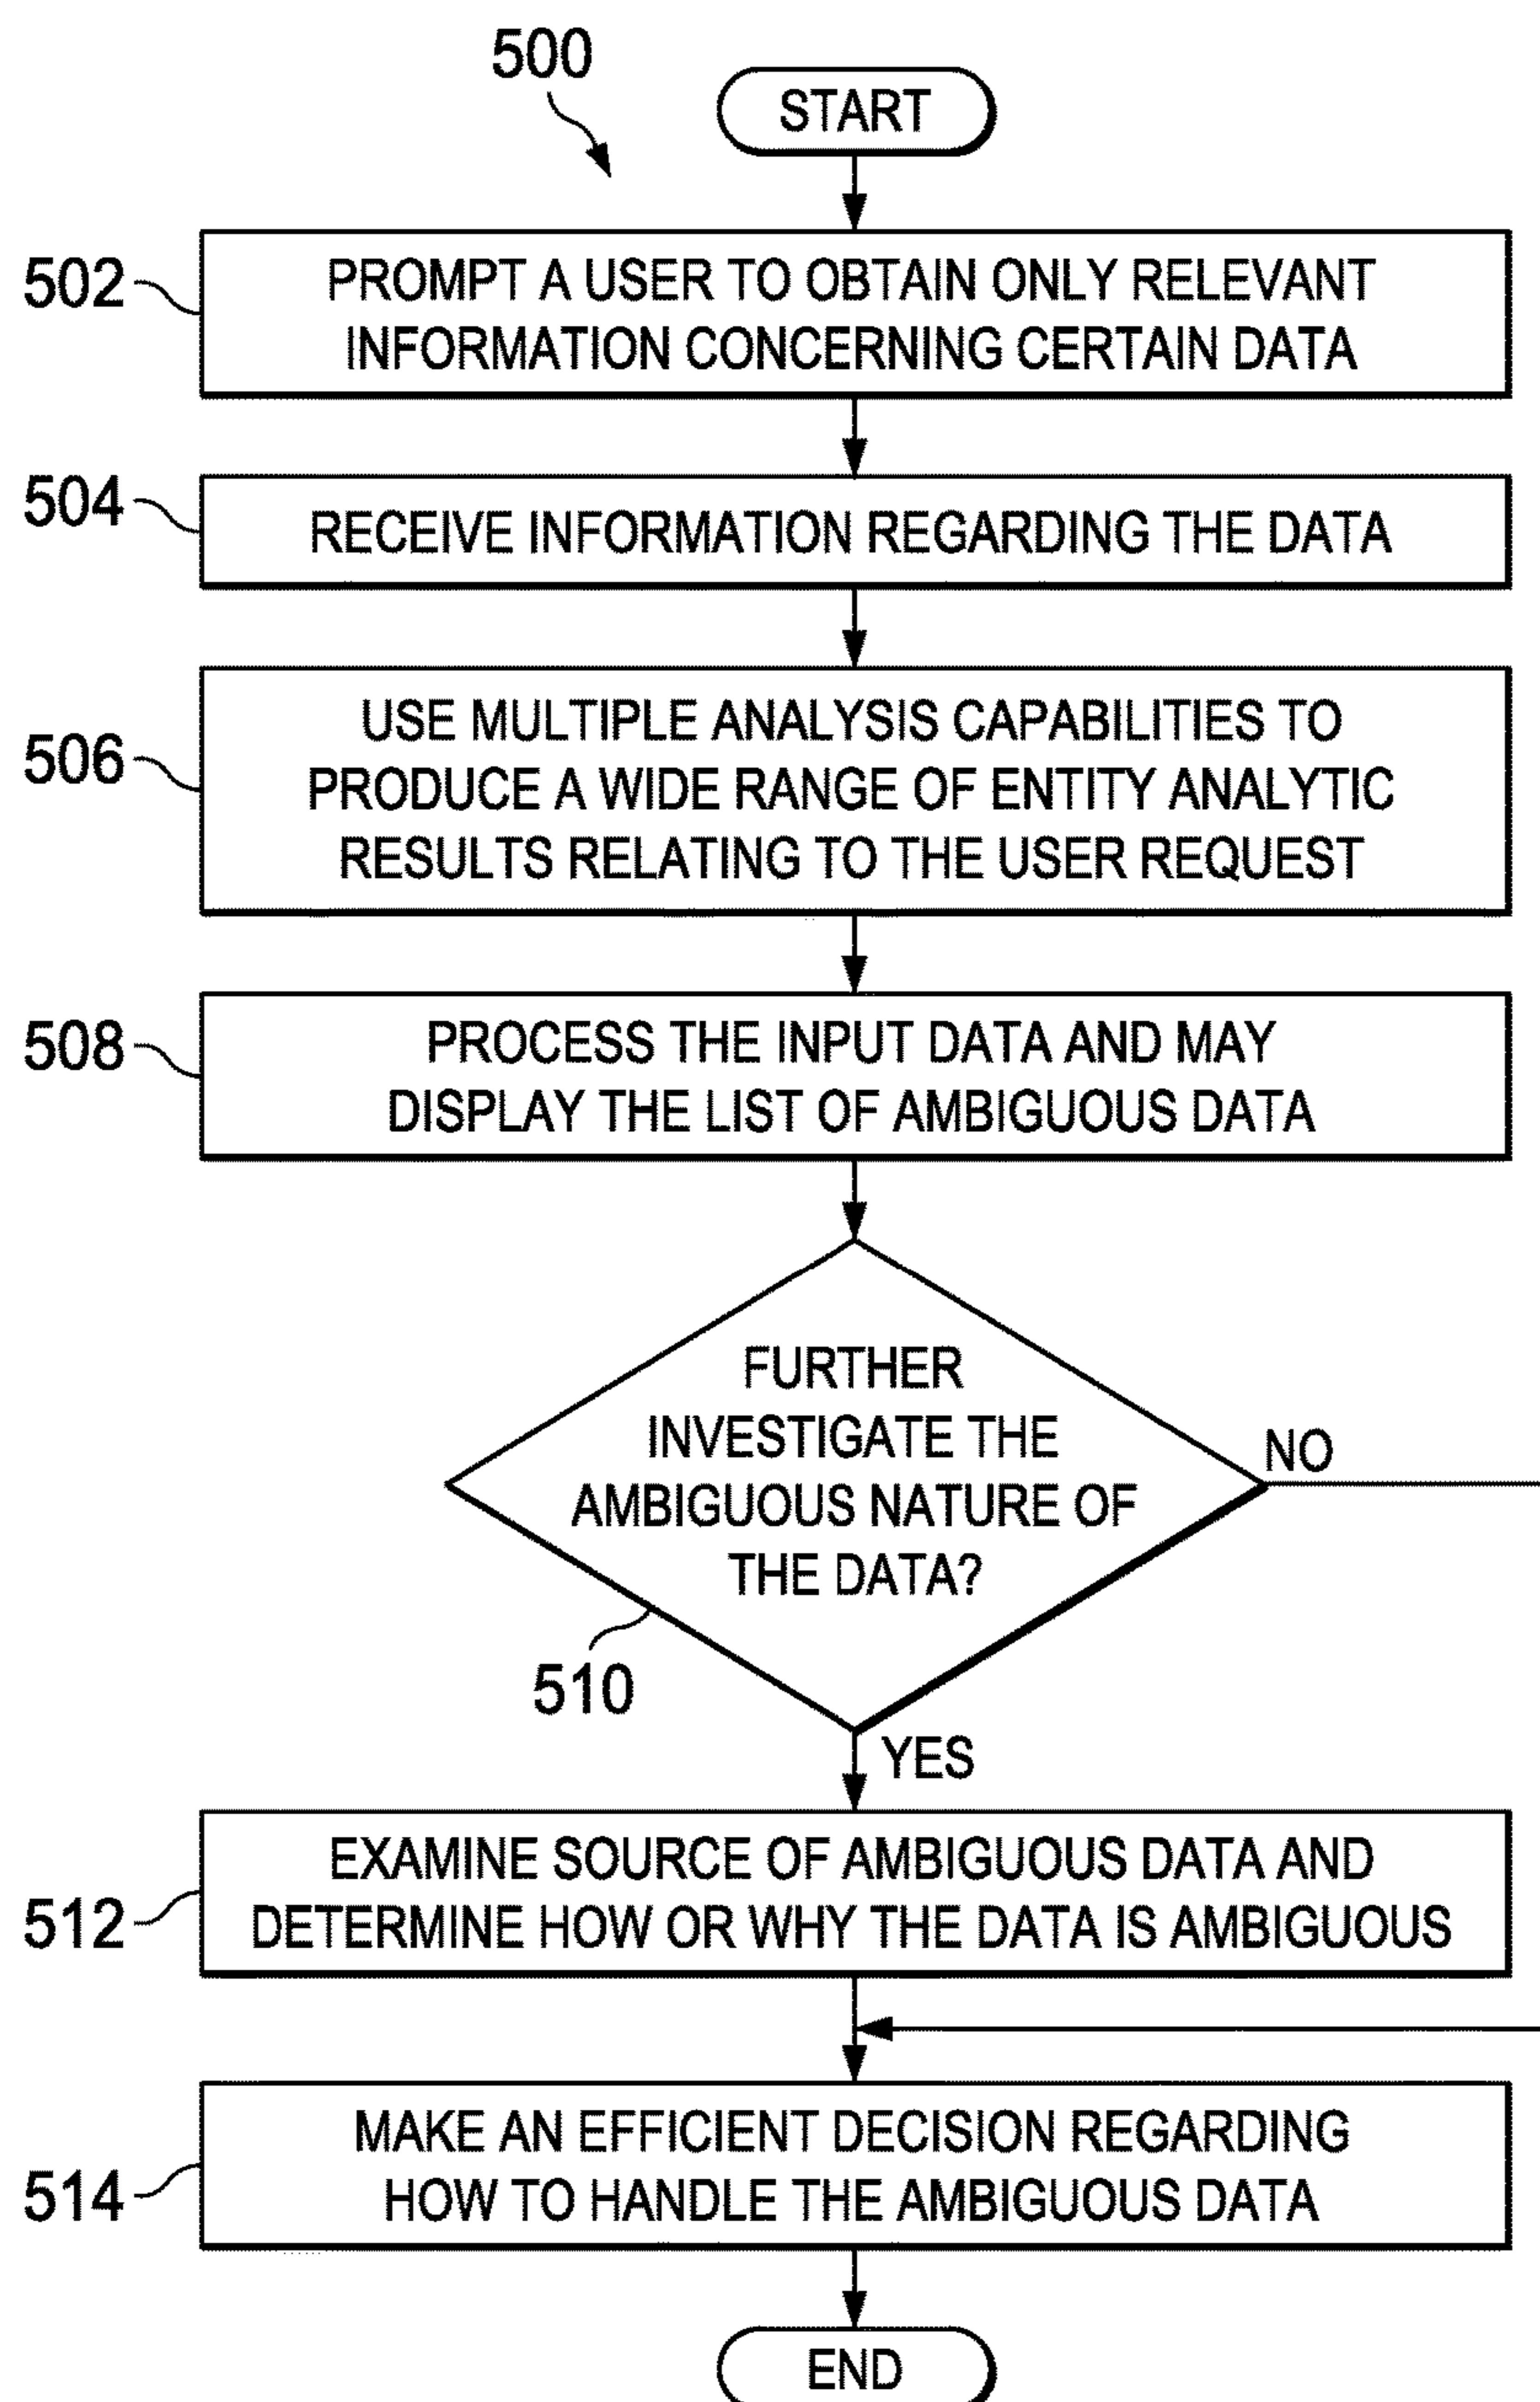 500
START
502
PROMPT A USER TO OBTAIN ONLY RELEVANT
INFORMATION CONCERNING CERTAIN DATA
504
RECEIVE INFORMATION REGARDING THE DATA
506
USE MULTIPLE ANALYSIS CAPABILITIES TO
PRODUCE A WIDE RANGE OF ENTITY ANALYTIC
RESULTS RELATING TO THE USER REQUEST
508
PROCESS THE INPUT DATA AND MAY
DISPLAY THE LIST OF AMBIGUOUS DATA
FURTHER
INVESTIGATE THE
AMBIGUOUS NATURE OF
THE DATA?
NO
510
YES
512
EXAMINE SOURCE OF AMBIGUOUS DATA AND
DETERMINE HOW OR WHY THE DATA IS AMBIGUOUS
514
MAKE AN EFFICIENT DECISION REGARDING
HOW TO HANDLE THE AMBIGUOUS DATA
END